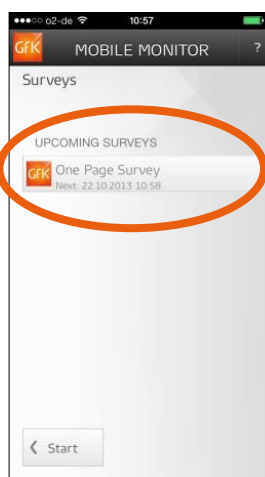 o2-de 10:57
GfK MOBILE MONITOR ?
Surveys
UPCOMING SURVEYS
GfK One Page Survey
Next: 22.10.2013 10:58
Start